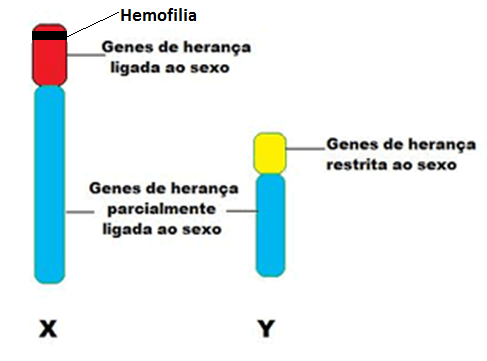 Hemofilia
Genes de herança
ligada ao sexo
Genes de herança
restrita ao sexo
Genes de herança
parcialmente
ligada ao sexo
X
Y